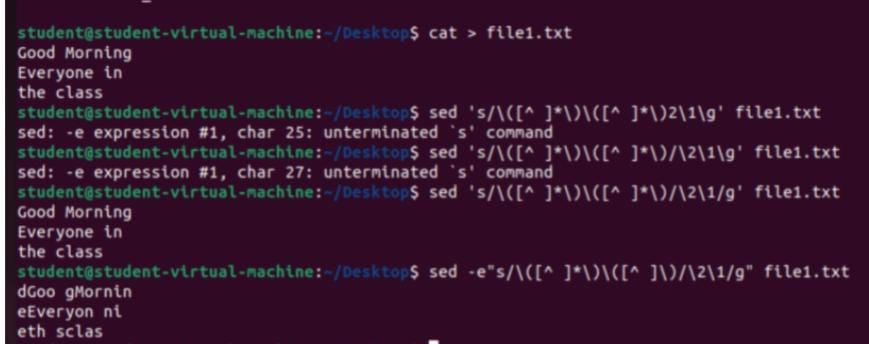 student@student-virtual-machine:~/Desktop$ cat > file1.txt
Good Morning
Everyone in
the class
student@student-virtual-machine:~/Desktop$ sed 's/\([^ ]*\)\([^ ]*\)2\1\g' file1.txt
sed: -e expression #1, char 25: unterminated `s' command
student@student-virtual-machine:~/Desktop$ sed 's/\([^ ]*\)\([^ ]*\)/\2\1\g' file1.txt
sed: -e expression #1, char 27: unterminated `s' command
student@student-virtual-machine:~/Desktop$ sed 's/\([^ ]*\)\([^ ]*\)/\2\1/g' file1.txt
Good Morning
Everyone in
the class
student@student-virtual-machine:~/Desktop$ sed -e"s/\([^ ]*\)\([^ ]\)/\2\1/g" file1.txt
dGoo gMornin
eEveryon ni
eth sclas